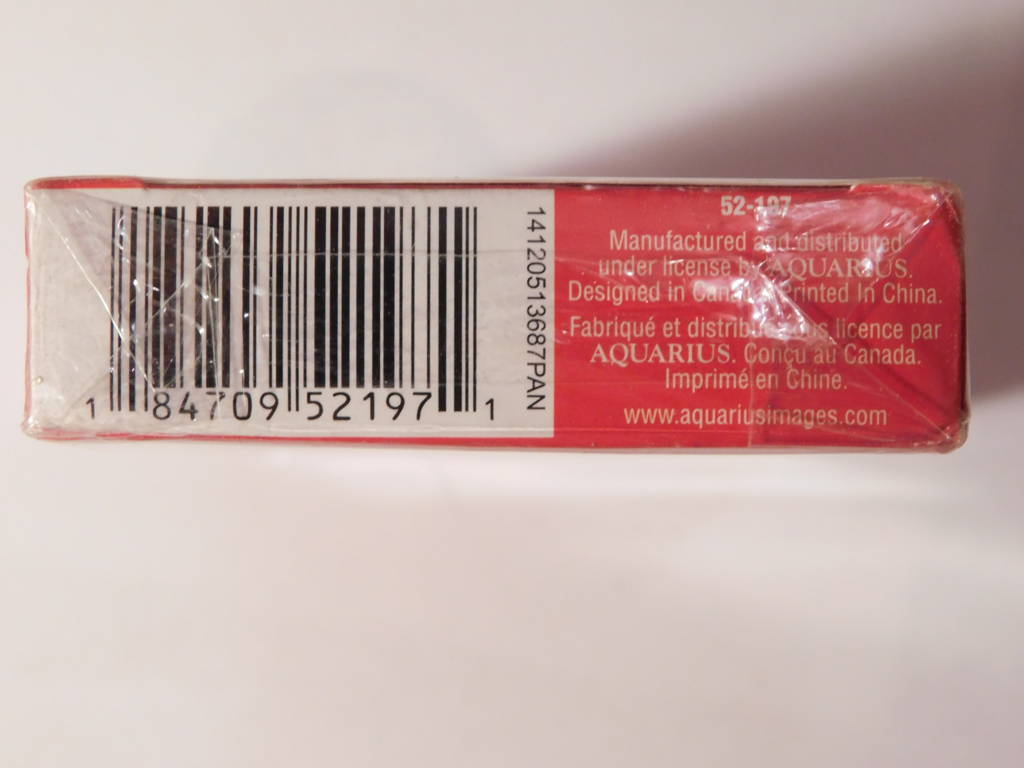 52-197
Manufactured and distributed
under license by AQUARIUS.
Designed in Canada. Printed in China.
Fabriqué et distribué sous licence par
AQUARIUS. Conçu au Canada.
Imprimé en Chine.
www.aquariusimages.com
14120513687PAN
1 84709 52197 1